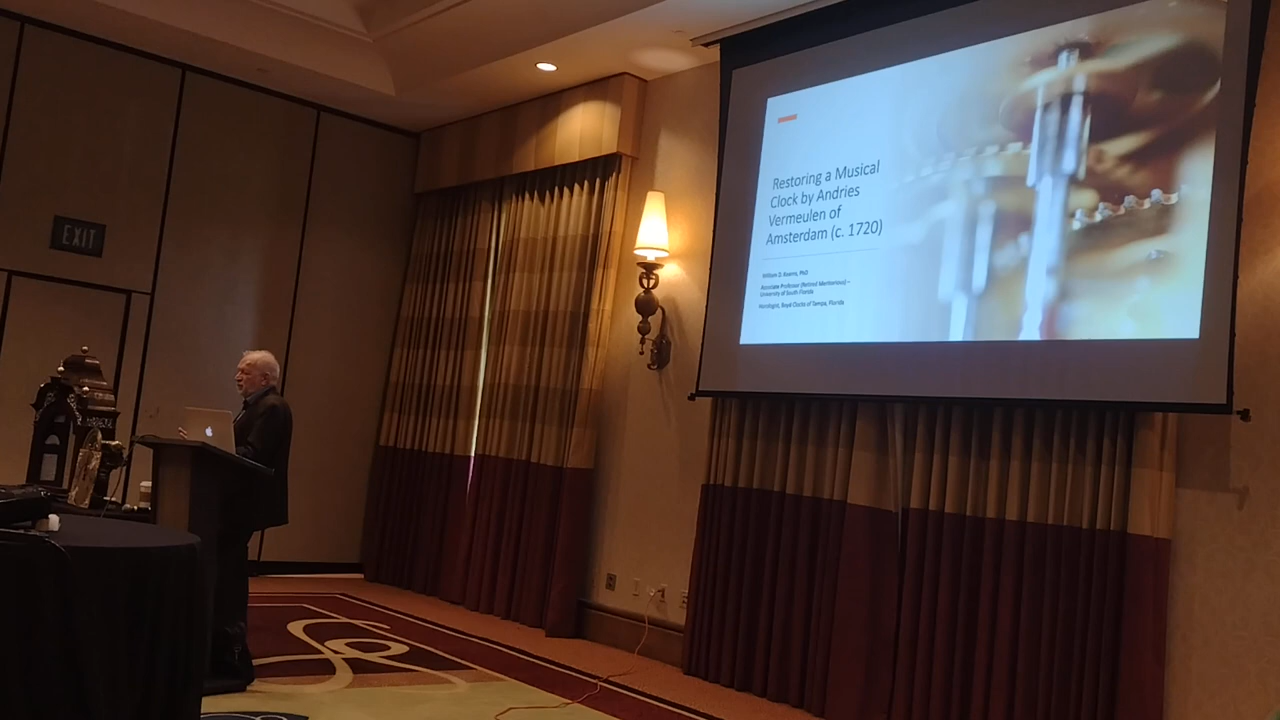 EXIT
Restoring a Musical
Clock by Andries
Vermeulen of
Amsterdam (c. 1720)
William D. Kearns, PhD
Associate Professor (Retired Meritorious) –
University of South Florida
Horologist, Royal Clocks of Tampa, Florida